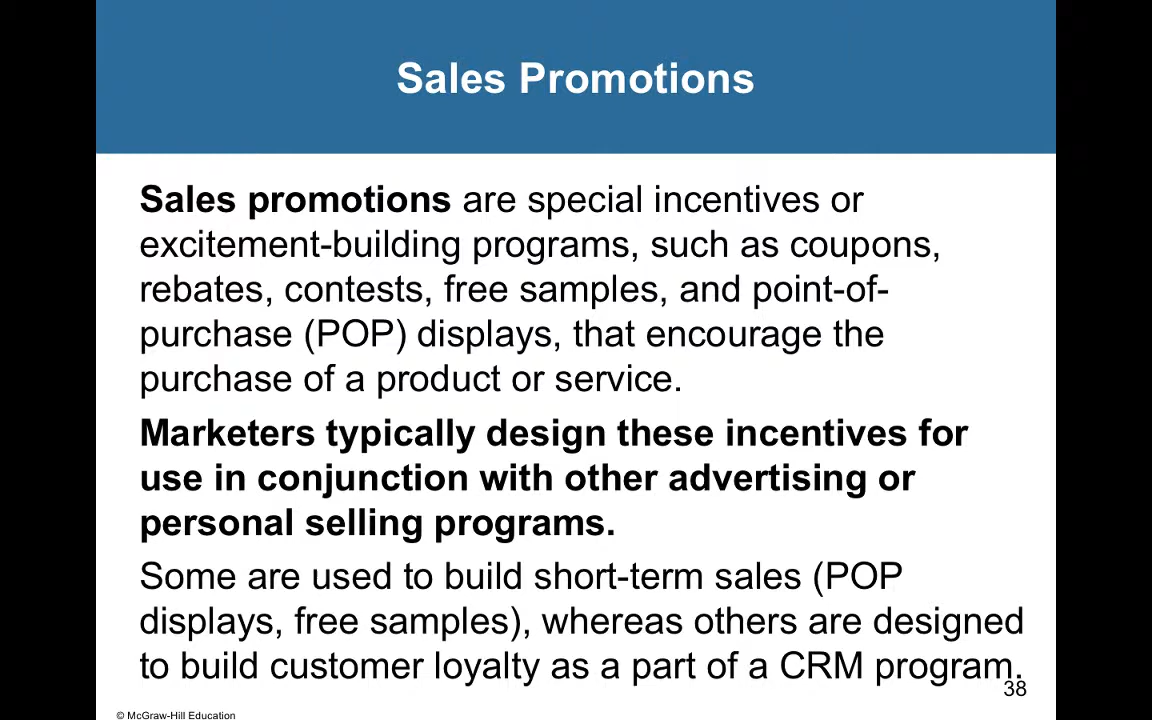 Sales Promotions
Sales promotions are special incentives or
excitement-building programs, such as coupons,
rebates, contests, free samples, and point-of-
purchase (POP) displays, that encourage the
purchase of a product or service.
Marketers typically design these incentives for
use in conjunction with other advertising or
personal selling programs.
Some are used to build short-term sales (POP
displays, free samples), whereas others are designed
to build customer loyalty as a part of a CRM program.
38
© McGraw-Hill Education